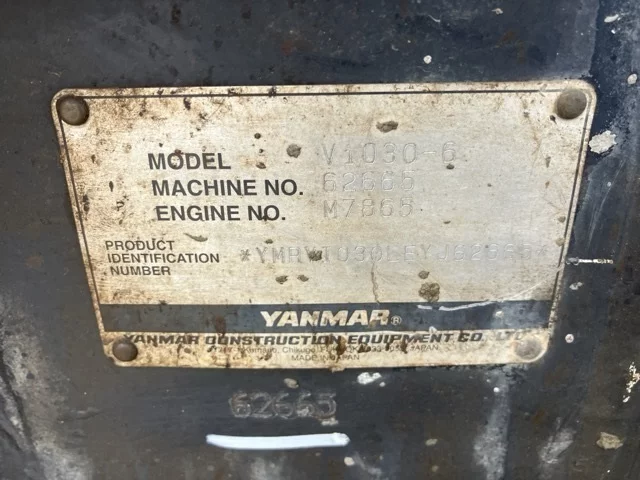 MODEL ViO30-6
MACHINE NO. 62665
ENGINE NO. M7865
PRODUCT
IDENTIFICATION
NUMBER
YANMAR®
YANMAR CONSTRUCTION EQUIPMENT CO., LTD.
MADE IN JAPAN
62665